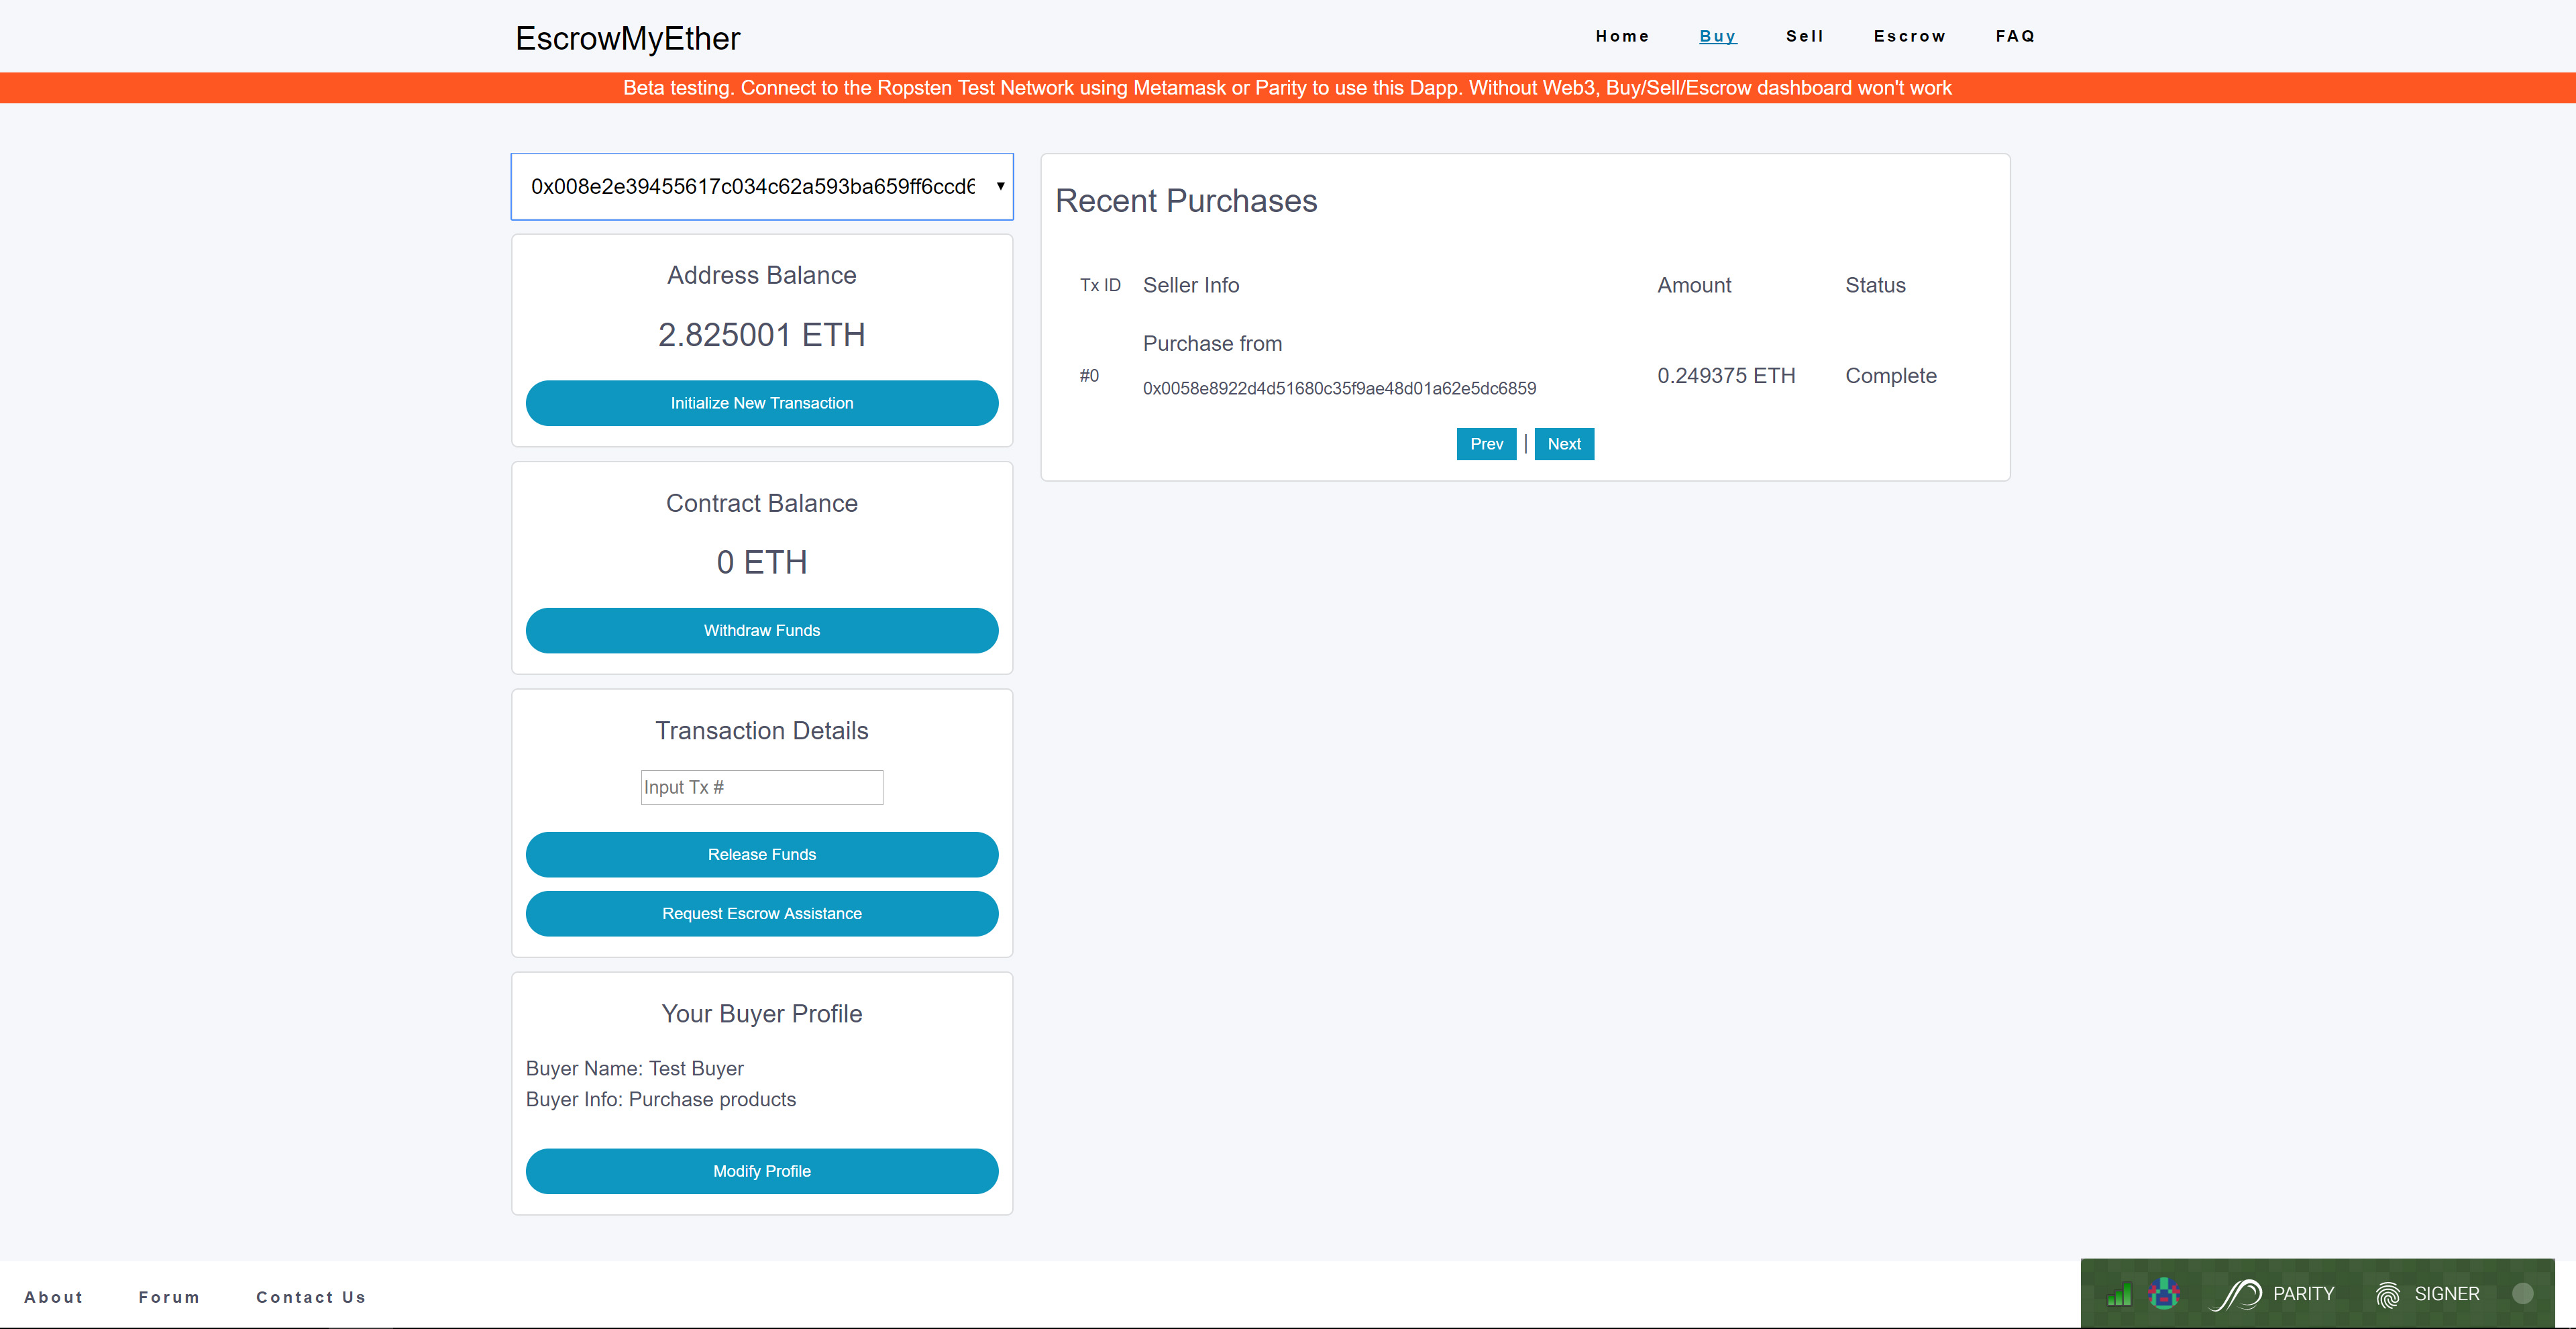 EscrowMyEther
Home Buy Sell Escrow FAQ
Beta testing. Connect to the Ropsten Test Network using Metamask or Parity to use this Dapp. Without Web3, Buy/Sell/Escrow dashboard won't work
0x008e2e39455617c034c62a593ba659ff6ccd6
Address Balance
2.825001 ETH
Initialize New Transaction
Contract Balance
0 ETH
Withdraw Funds
Transaction Details
Input Tx #
Release Funds
Request Escrow Assistance
Your Buyer Profile
Buyer Name: Test Buyer
Buyer Info: Purchase products
Modify Profile
Recent Purchases
Tx ID Seller Info Amount Status
Purchase from
#0 0x0058e8922d4d51680c35f9ae48d01a62e5dc6859 0.249375 ETH Complete
Prev | Next
About Forum Contact Us
PARITY SIGNER